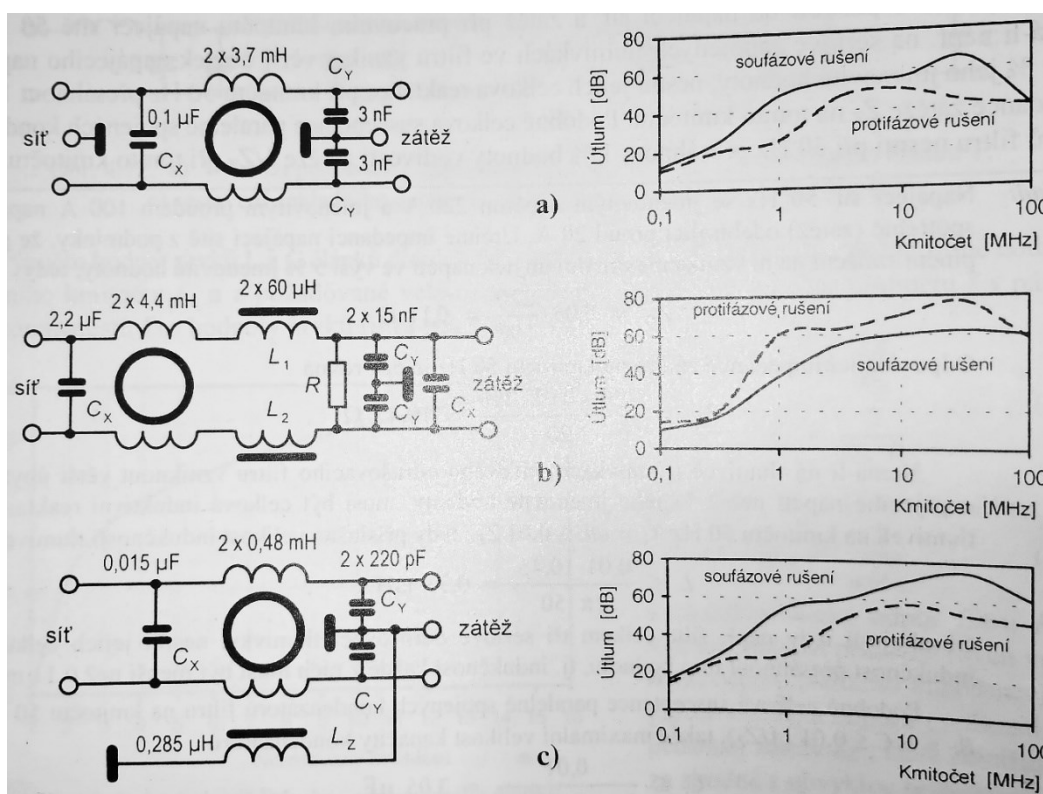 2 x 3,7 mH
C_Y
0,1 µF
3 nF
síť
zátěž
C_X
3 nF
C_Y
a)
Útlum [dB]
80
60
40
20
0
soufázové rušení
protifázové rušení
0,1
1
10
100
Kmitočet [MHz]
2 x 4,4 mH
2 x 60 µH
2,2 µF
2 x 15 nF
L_1
C_Y
síť
R
zátěž
C_X
L_2
C_Y
C_X
b)
Útlum [dB]
80
60
40
20
0
protifázové rušení
soufázové rušení
0,1
1
10
100
Kmitočet [MHz]
2 x 0,48 mH
0,015 µF
2 x 220 pF
C_Y
síť
zátěž
C_X
C_Y
0,285 µH
L_Z
c)
Útlum [dB]
80
60
40
20
0
soufázové rušení
protifázové rušení
0,1
1
10
100
Kmitočet [MHz]